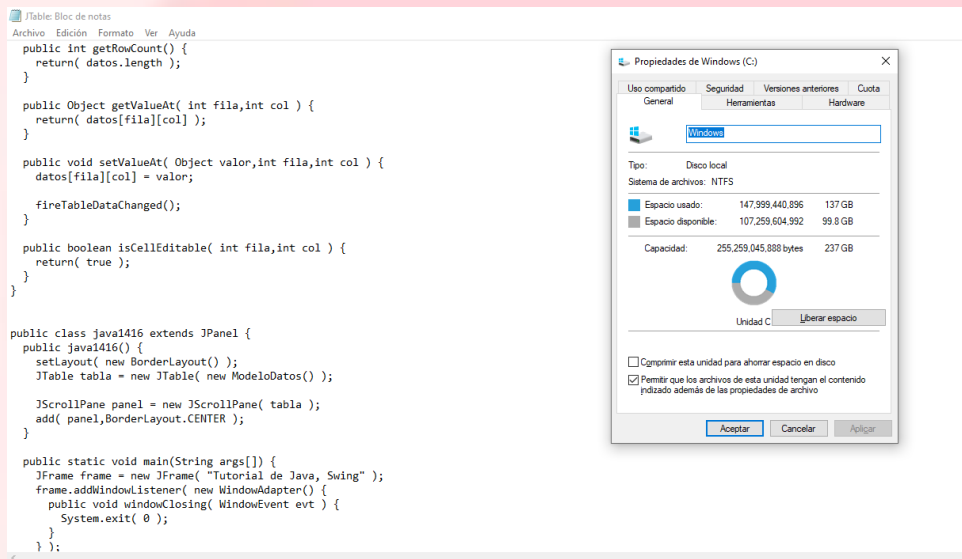 JTable: Bloc de notas
Archivo Edición Formato Ver Ayuda
public int getRowCount() {
return( datos.length );
}
public Object getValueAt( int fila,int col ) {
return( datos[fila][col] );
}
public void setValueAt( Object valor,int fila,int col ) {
datos[fila][col] = valor;
fireTableDataChanged();
}
public boolean isCellEditable( int fila,int col ) {
return( true );
}
}
public class java1416 extends JPanel {
public java1416() {
setLayout( new BorderLayout() );
JTable tabla = new JTable( new ModeloDatos() );
JScrollPane panel = new JScrollPane( tabla );
add( panel,BorderLayout.CENTER );
}
public static void main(String args[]) {
JFrame frame = new JFrame( "Tutorial de Java, Swing" );
frame.addWindowListener( new WindowAdapter() {
public void windowClosing( WindowEvent evt ) {
System.exit( 0 );
}
} );
Propiedades de Windows (C:)
Uso compartido Seguridad Versiones anteriores Cuota
General Herramientas Hardware
Windows
Tipo: Disco local
Sistema de archivos: NTFS
Espacio usado: 147,999,440,896 137 GB
Espacio disponible: 107,259,604,992 99.8 GB
Capacidad: 255,259,045,888 bytes 237 GB
Unidad C Liberar espacio
Comprimir esta unidad para ahorrar espacio en disco
Permitir que los archivos de esta unidad tengan el contenido
indizado además de las propiedades de archivo
Aceptar Cancelar Aplicar